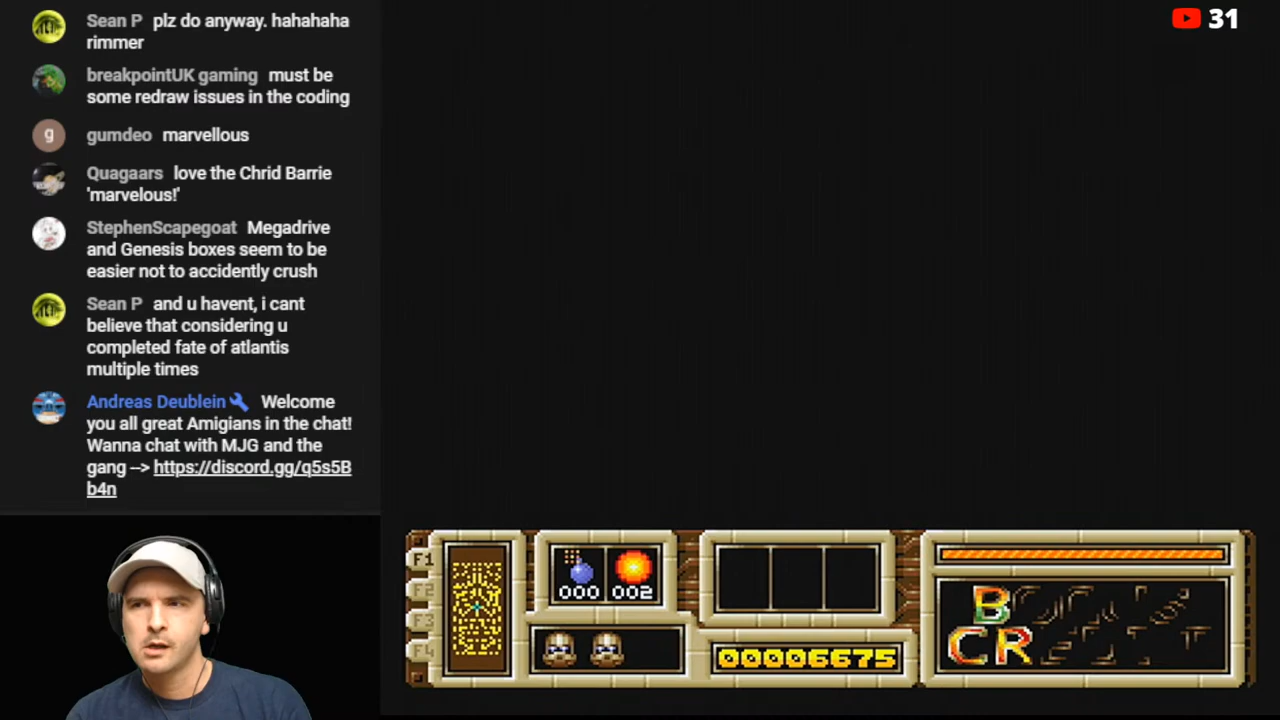 Sean P plz do anyway. hahahaha
rimmer
breakpointUK gaming must be
some redraw issues in the coding
g gumdeo marvellous
Quagaars love the Chrid Barrie
'marvelous!'
StephenScapegoat Megadrive
and Genesis boxes seem to be
easier not to accidently crush
Sean P and u havent, i cant
believe that considering u
completed fate of atlantis
multiple times
Andreas Deublein Welcome
you all great Amigians in the chat!
Wanna chat with MJG and the
gang --> https://discord.gg/q5s5B
b4n
31
F1
F2
F3
F4
000 002
00006675
B
CR